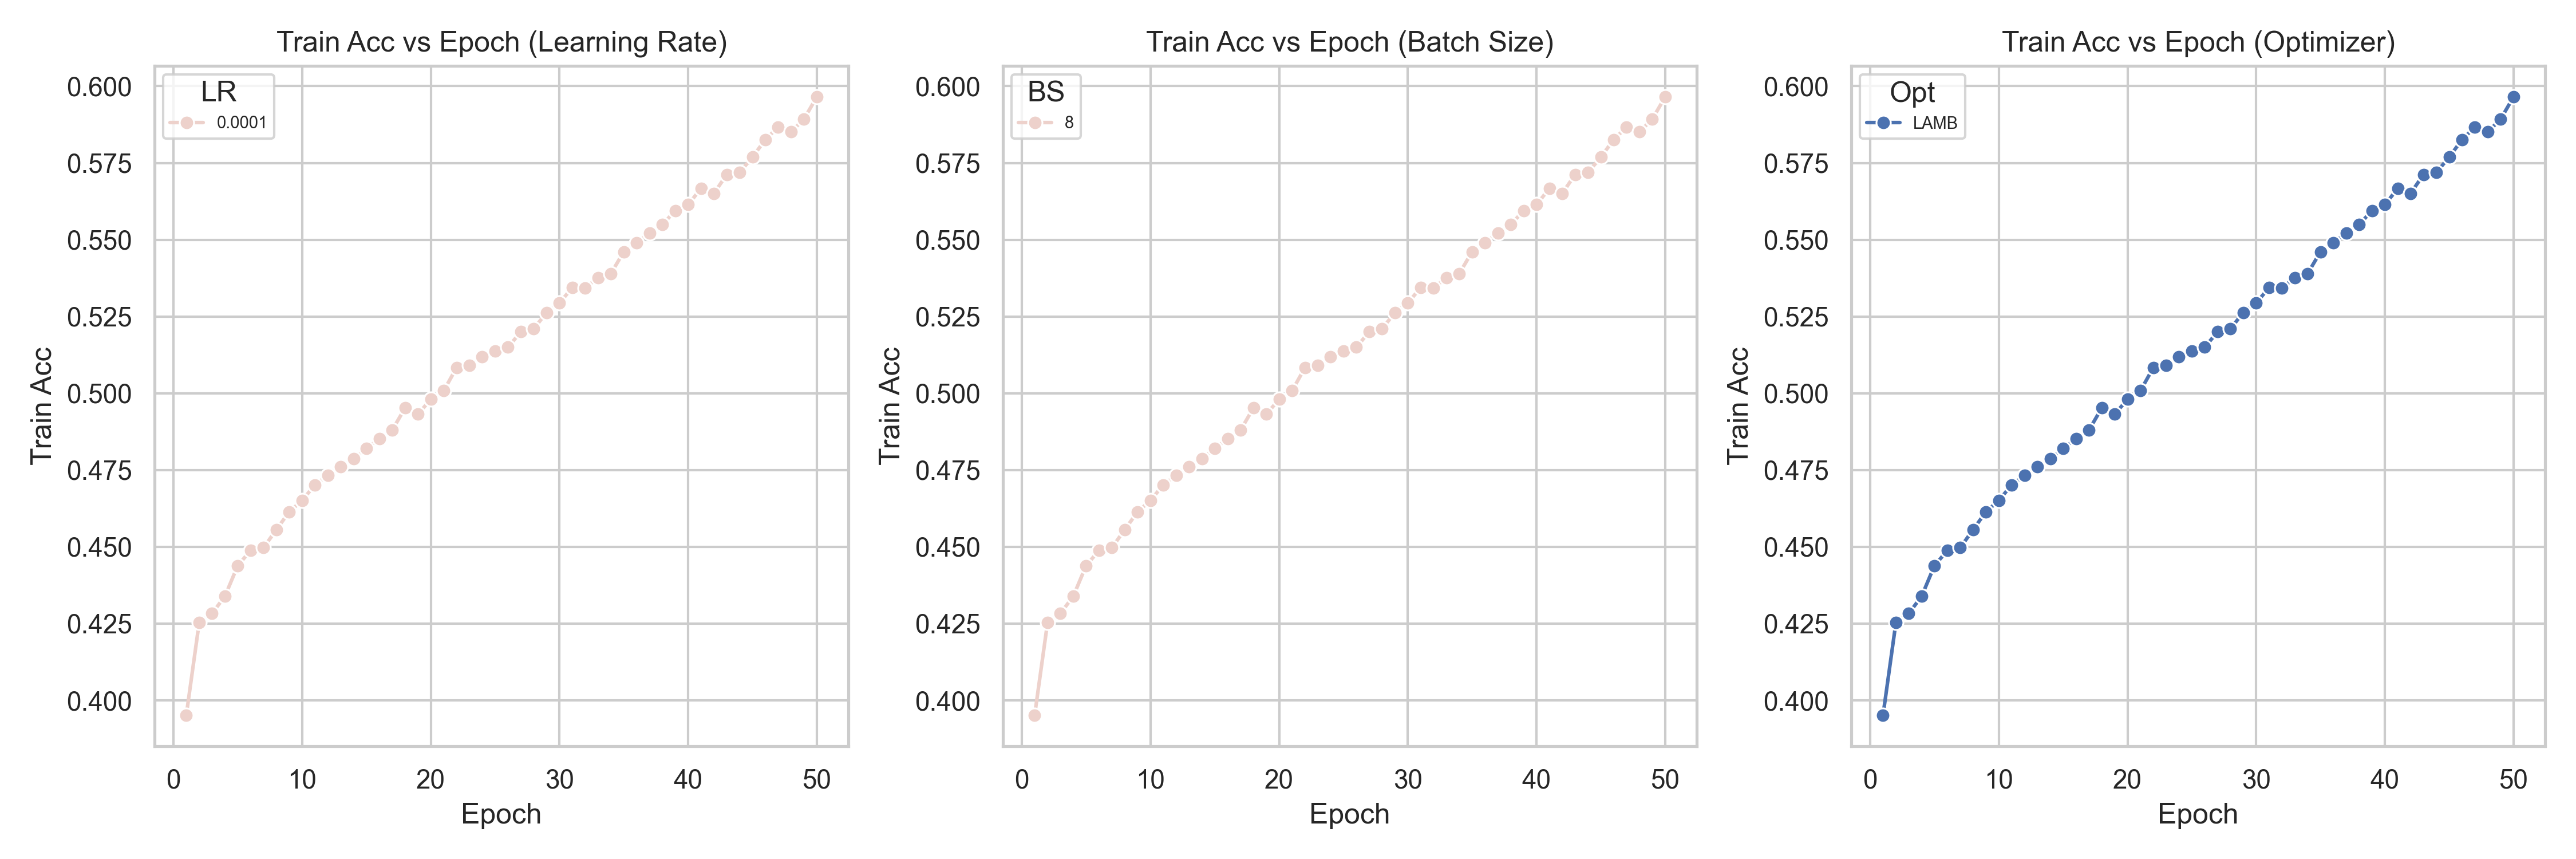 Train Acc vs Epoch (Learning Rate)
LR
0.0001
0.600
0.575
0.550
0.525
0.500
0.475
0.450
0.425
0.400
Train Acc
0 10 20 30 40 50
Epoch
Train Acc vs Epoch (Batch Size)
BS
8
0.600
0.575
0.550
0.525
0.500
0.475
0.450
0.425
0.400
Train Acc
0 10 20 30 40 50
Epoch
Train Acc vs Epoch (Optimizer)
Opt
LAMB
0.600
0.575
0.550
0.525
0.500
0.475
0.450
0.425
0.400
Train Acc
0 10 20 30 40 50
Epoch